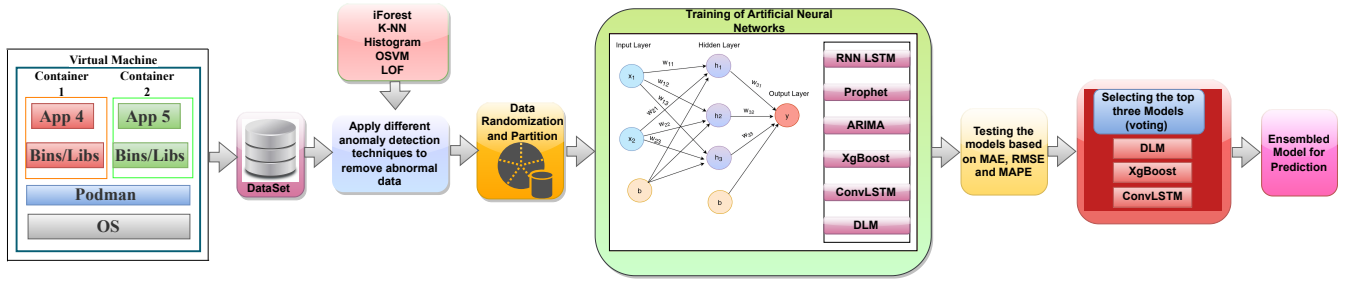 Virtual Machine
Container
1
Container
2
App 4
App 5
Bins/Libs
Bins/Libs
Podman
OS
DataSet
iForest
K-NN
Histogram
OSVM
LOF
Apply different
anomaly detection
techniques to
remove abnormal
data
Data
Randomization
and Partition
Training of Artificial Neural
Networks
Input Layer
Hidden Layer
Output Layer
x1
x2
b
w11
w12
w13
w21
w22
w23
h1
h2
h3
b
w31
w32
w33
y
RNN LSTM
Prophet
ARIMA
XgBoost
ConvLSTM
DLM
Testing the
models based
on MAE, RMSE
and MAPE
Selecting the top
three Models
(voting)
DLM
XgBoost
ConvLSTM
Ensembled
Model for
Prediction